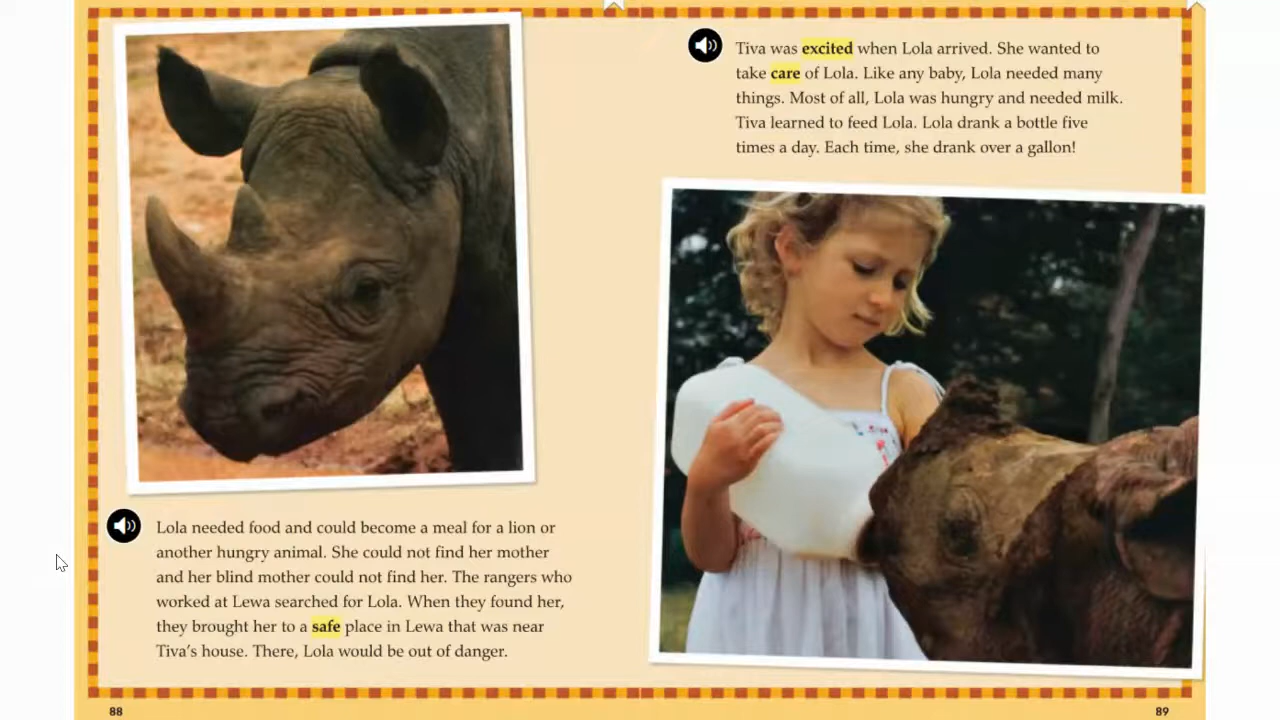 Lola needed food and could become a meal for a lion or
another hungry animal. She could not find her mother
and her blind mother could not find her. The rangers who
worked at Lewa searched for Lola. When they found her,
they brought her to a safe place in Lewa that was near
Tiva’s house. There, Lola would be out of danger.
88
Tiva was excited when Lola arrived. She wanted to
take care of Lola. Like any baby, Lola needed many
things. Most of all, Lola was hungry and needed milk.
Tiva learned to feed Lola. Lola drank a bottle five
times a day. Each time, she drank over a gallon!
89